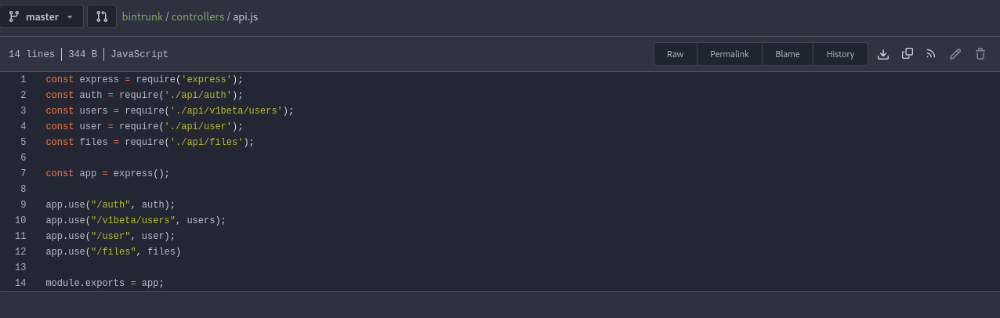 master bintrunk / controllers / api.js
14 lines 344 B JavaScript Raw Permalink Blame History
1 const express = require('express');
2 const auth = require('./api/auth');
3 const users = require('./api/v1beta/users');
4 const user = require('./api/user');
5 const files = require('./api/files');
6
7 const app = express();
8
9 app.use("/auth", auth);
10 app.use("/v1beta/users", users);
11 app.use("/user", user);
12 app.use("/files", files)
13
14 module.exports = app;